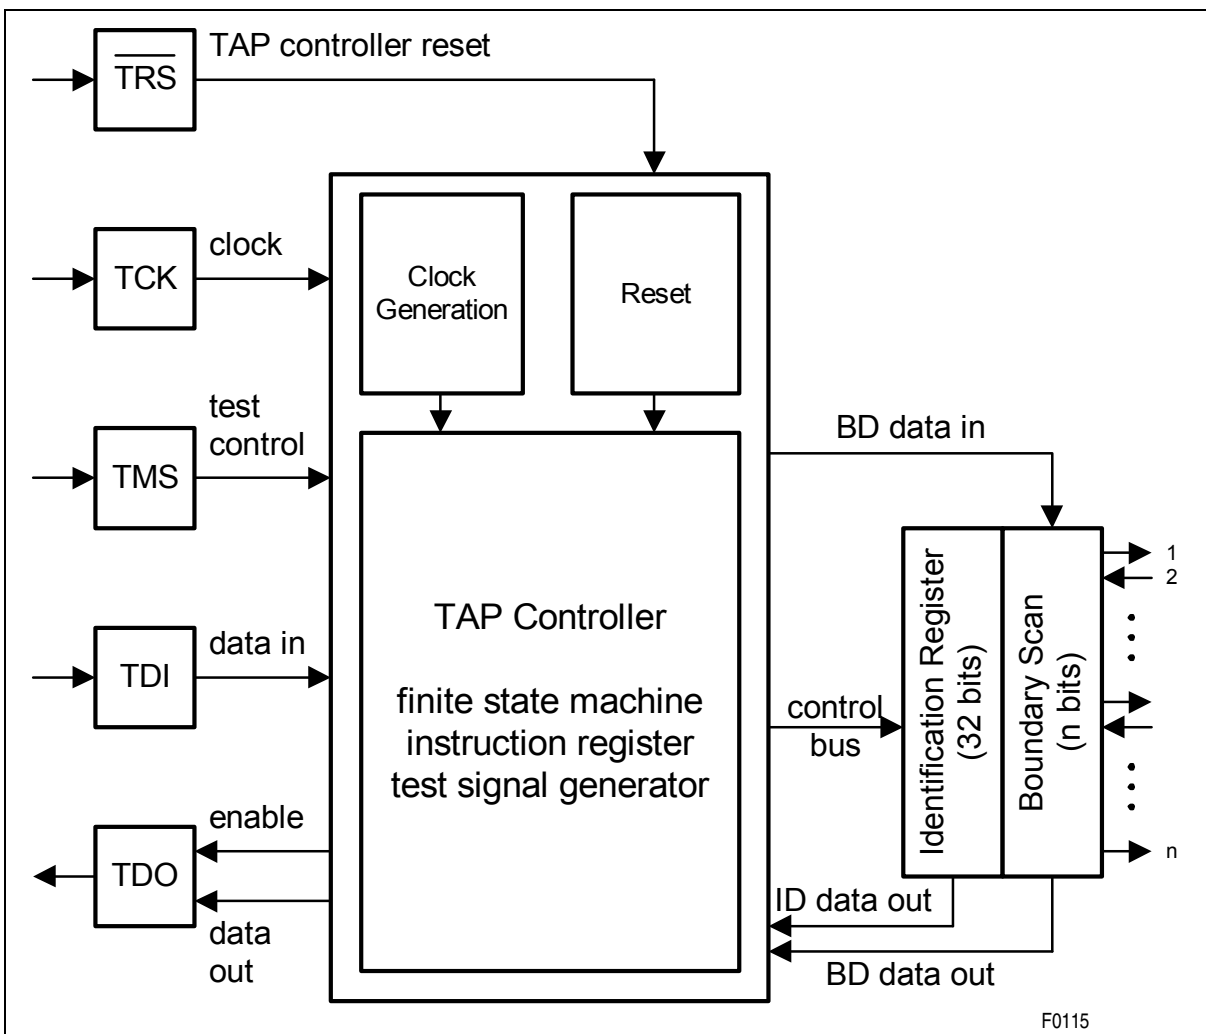 TAP controller reset
TRS
clock
TCK
Clock
Generation
Reset
test
control
TMS
BD data in
1
2
TAP Controller
finite state machine
instruction register
test signal generator
data in
TDI
control
bus
Identification Register
(32 bits)
Boundary Scan
(n bits)
enable
TDO
data
out
n
ID data out
BD data out
F0115